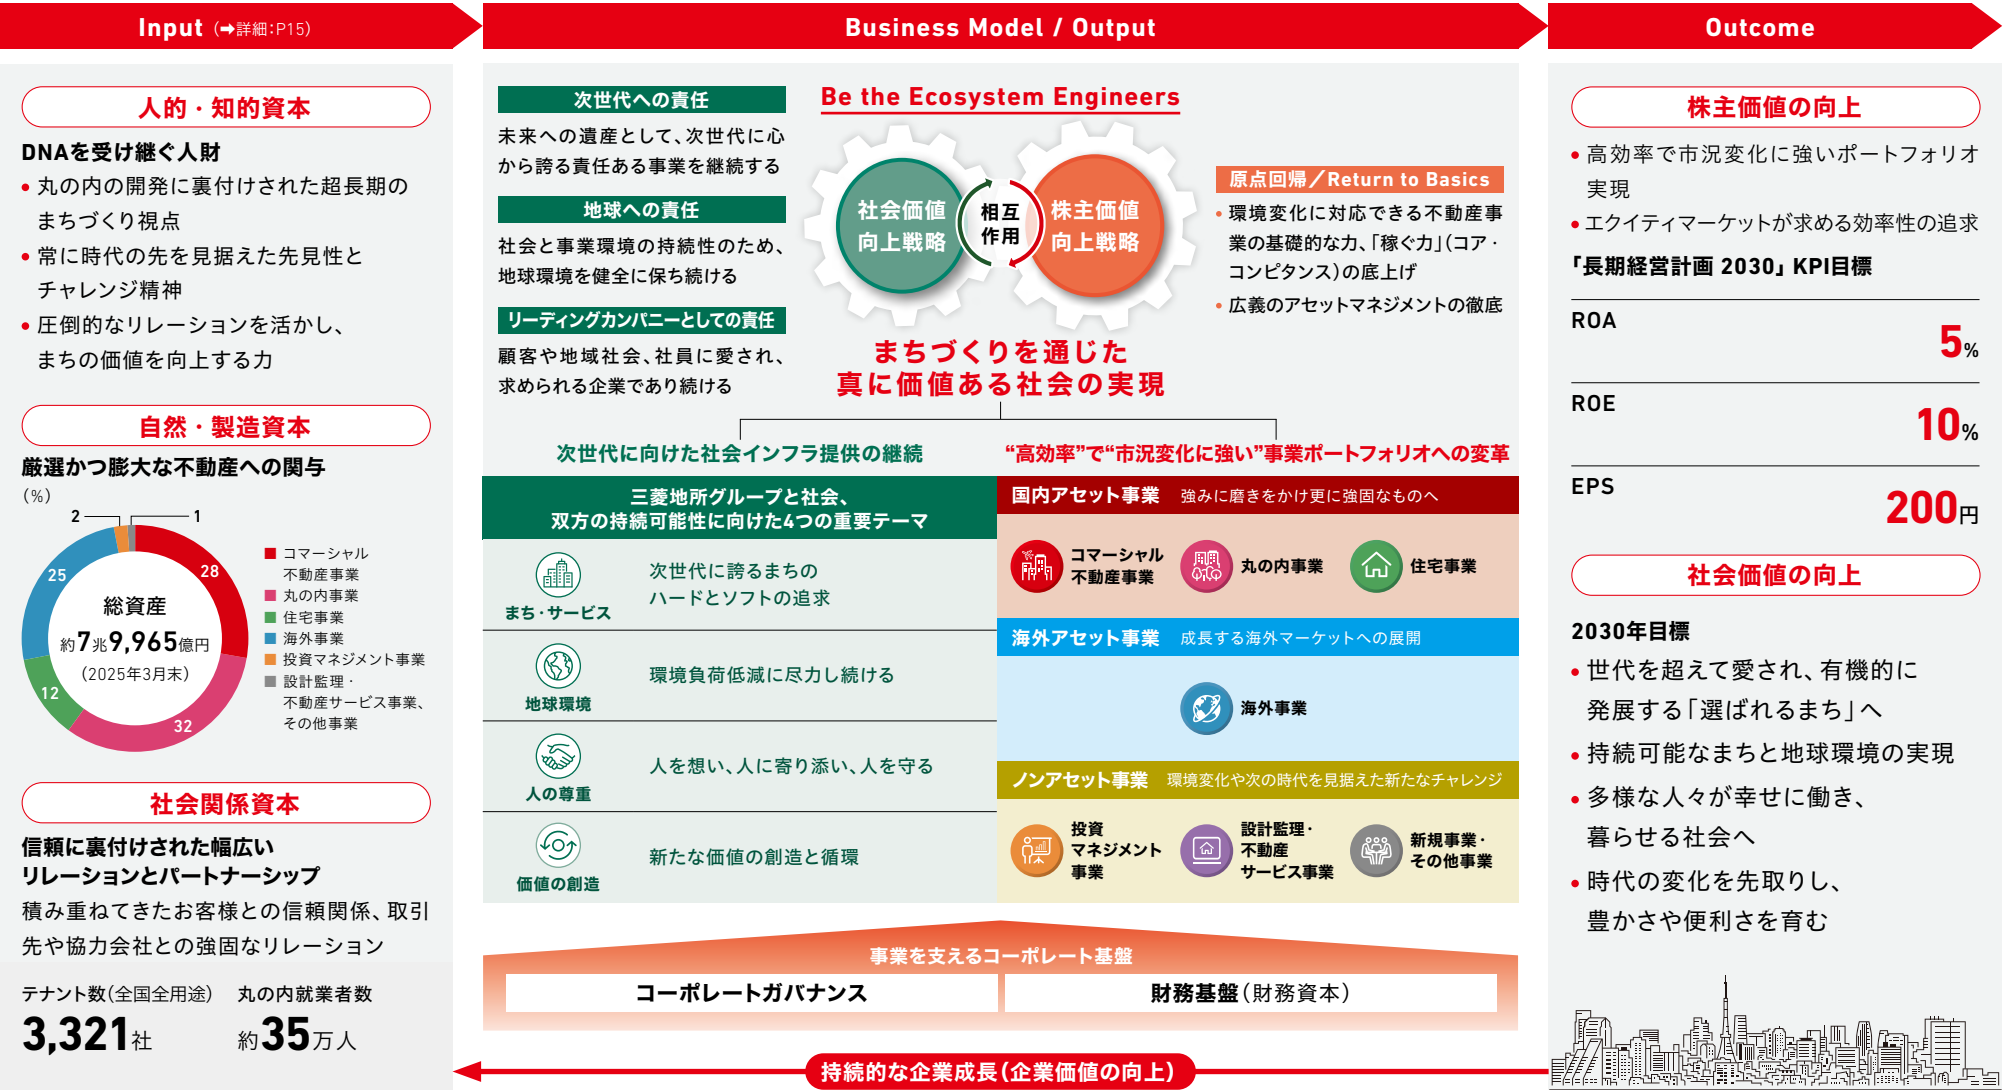 Input（➡詳細：P15）
人的・知的資本
DNAを受け継ぐ人財
• 丸の内の開発に裏付けされた超長期の
まちづくり視点
• 常に時代の先を見据えた先見性と
チャレンジ精神
• 圧倒的なリレーションを活かし、
まちの価値を向上する力
自然・製造資本
厳選かつ膨大な不動産への関与
（%）
2
1
25
28
12
32
総資産
約7兆9,965億円
（2025年3月末）
コマーシャル
不動産事業
丸の内事業
住宅事業
海外事業
投資マネジメント事業
設計監理・
不動産サービス事業、
その他事業
社会関係資本
信頼に裏付けされた幅広い
リレーションとパートナーシップ
積み重ねてきたお客様との信頼関係、取引
先や協力会社との強固なリレーション
テナント数（全国全用途）
3,321社
丸の内就業者数
約35万人
Business Model / Output
次世代への責任
未来への遺産として、次世代に心
から誇る責任ある事業を継続する
地球への責任
社会と事業環境の持続性のため、
地球環境を健全に保ち続ける
リーディングカンパニーとしての責任
顧客や地域社会、社員に愛され、
求められる企業であり続ける
Be the Ecosystem Engineers
社会価値
向上戦略
相互
作用
株主価値
向上戦略
原点回帰／Return to Basics
• 環境変化に対応できる不動産事
業の基礎的な力、「稼ぐ力」（コア・
コンピタンス）の底上げ
• 広義のアセットマネジメントの徹底
まちづくりを通じた
真に価値ある社会の実現
次世代に向けた社会インフラ提供の継続
三菱地所グループと社会、
双方の持続可能性に向けた4つの重要テーマ
まち・サービス
次世代に誇るまちの
ハードとソフトの追求
地球環境
環境負荷低減に尽力し続ける
人の尊重
人を想い、人に寄り添い、人を守る
価値の創造
新たな価値の創造と循環
“高効率”で“市況変化に強い”事業ポートフォリオへの変革
国内アセット事業 強みに磨きをかけ更に強固なものへ
コマーシャル
不動産事業
丸の内事業
住宅事業
海外アセット事業 成長する海外マーケットへの展開
海外事業
ノンアセット事業 環境変化や次の時代を見据えた新たなチャレンジ
投資
マネジメント
事業
設計監理・
不動産
サービス事業
新規事業・
その他事業
事業を支えるコーポレート基盤
コーポレートガバナンス
財務基盤（財務資本）
持続的な企業成長（企業価値の向上）
Outcome
株主価値の向上
• 高効率で市況変化に強いポートフォリオ
実現
• エクイティマーケットが求める効率性の追求
「長期経営計画 2030」 KPI目標
ROA
5%
ROE
10%
EPS
200円
社会価値の向上
2030年目標
• 世代を超えて愛され、有機的に
発展する「選ばれるまち」へ
• 持続可能なまちと地球環境の実現
• 多様な人々が幸せに働き、
暮らせる社会へ
• 時代の変化を先取りし、
豊かさや便利さを育む